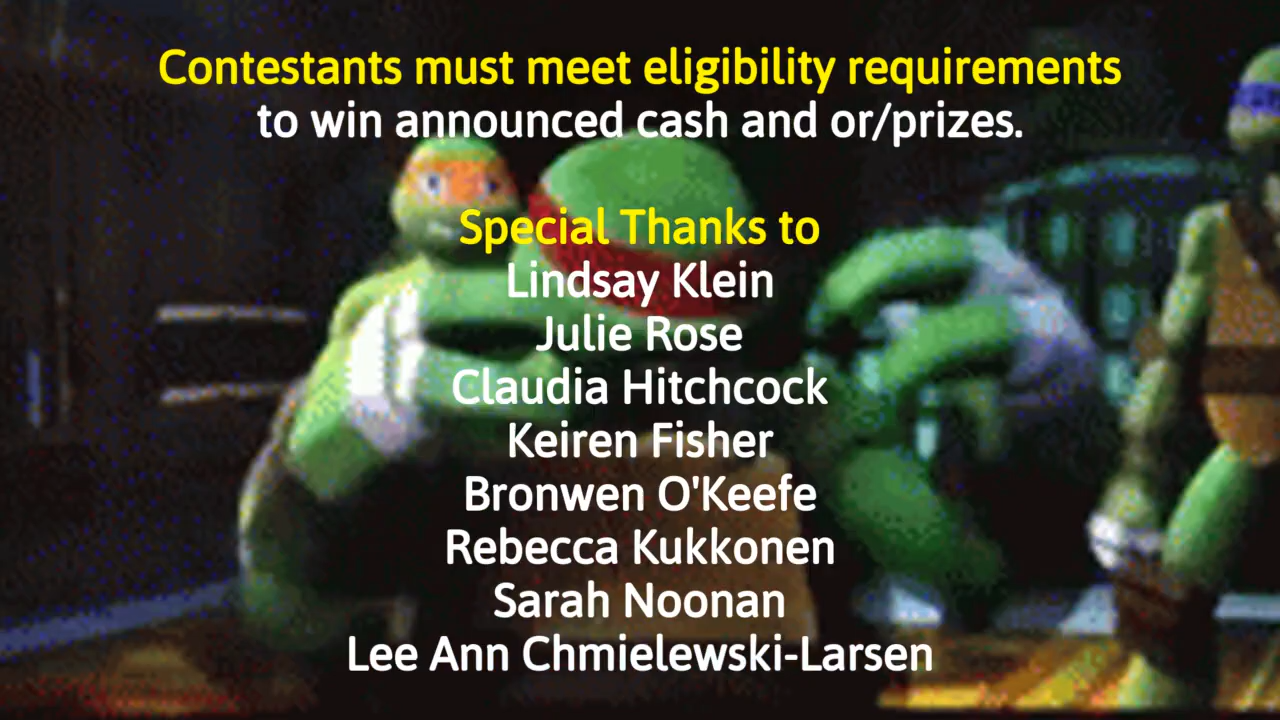 Contestants must meet eligibility requirements
to win announced cash and or/prizes.
Special Thanks to
Lindsay Klein
Julie Rose
Claudia Hitchcock
Keiren Fisher
Bronwen O'Keefe
Rebecca Kukkonen
Sarah Noonan
Lee Ann Chmielewski-Larsen